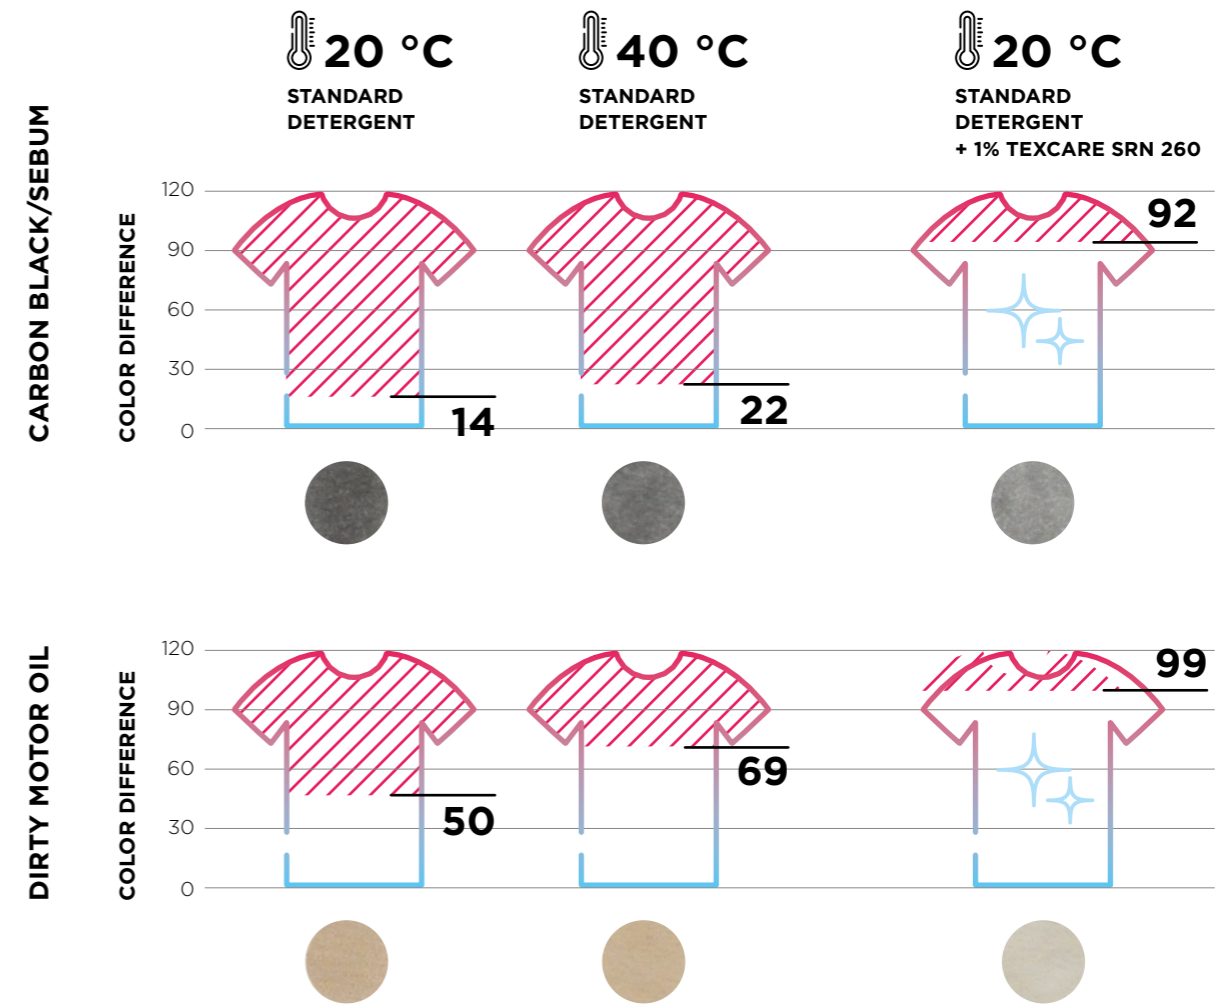 20 °C
STANDARD
DETERGENT
40 °C
STANDARD
DETERGENT
20 °C
STANDARD
DETERGENT
+ 1% TEXCARE SRN 260
CARBON BLACK/SEBUM
COLOR DIFFERENCE
120
90
60
30
0
14
22
92
DIRTY MOTOR OIL
COLOR DIFFERENCE
120
90
60
30
0
50
69
99